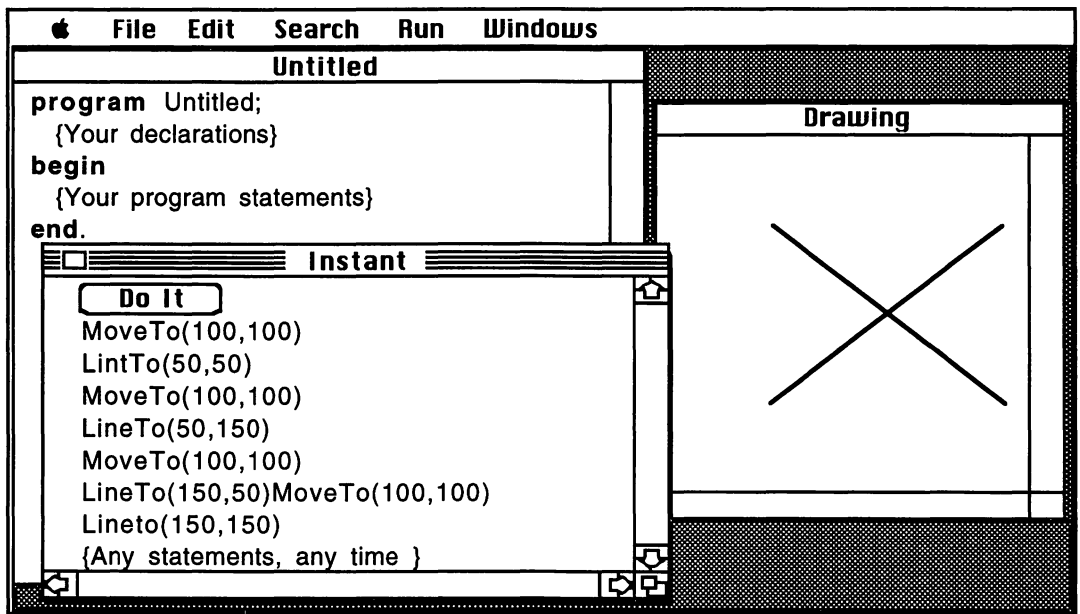 File Edit Search Run Windows
Untitled
program Untitled;
{Your declarations}
begin
{Your program statements}
end.
Instant
Do It
MoveTo(100,100)
LintTo(50,50)
MoveTo(100,100)
LineTo(50,150)
MoveTo(100,100)
LineTo(150,50)MoveTo(100,100)
Lineto(150,150)
{Any statements, any time }
Drawing